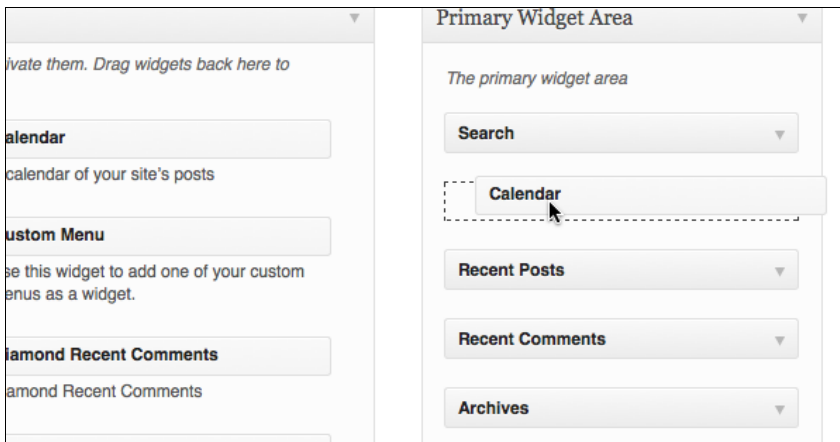 ivate them. Drag widgets back here to
alendar
calendar of your site's posts
ustom Menu
se this widget to add one of your custom
enus as a widget.
iamond Recent Comments
amond Recent Comments
Primary Widget Area
The primary widget area
Search
Calendar
Recent Posts
Recent Comments
Archives